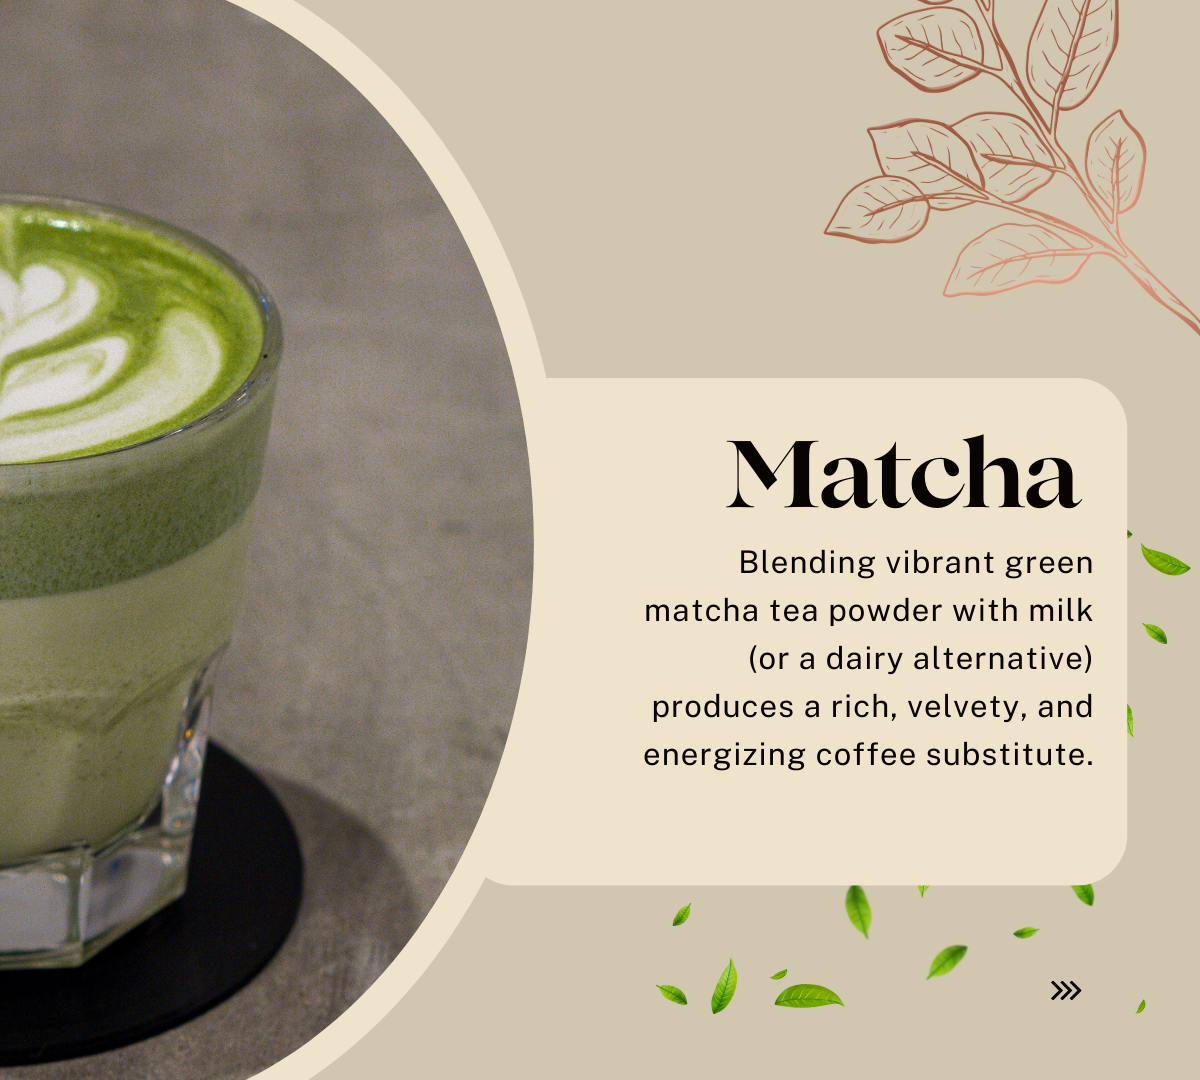 Matcha
Blending vibrant green
matcha tea powder with milk
(or a dairy alternative)
produces a rich, velvety, and
energizing coffee substitute.